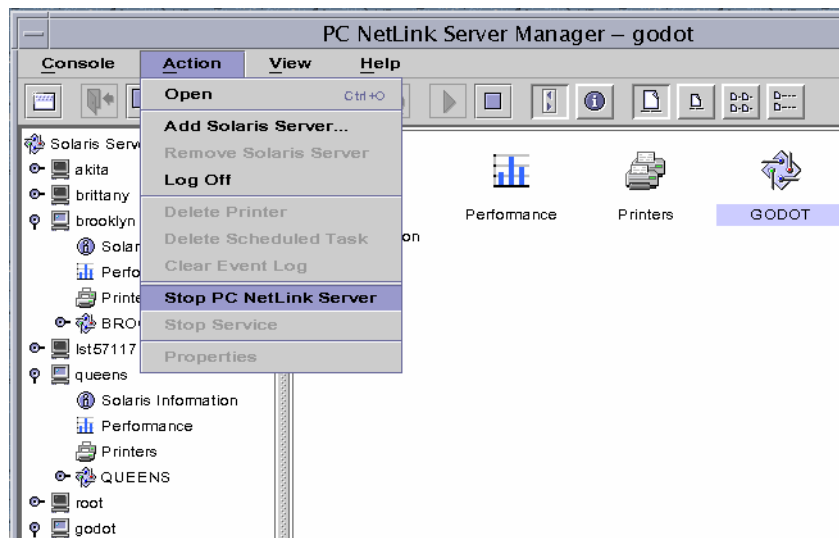 PC NetLink Server Manager – godot
Console Action View Help
Open Ctrl+O
Add Solaris Server...
Remove Solaris Server
Log Off
Delete Printer
Delete Scheduled Task
Clear Event Log
Stop PC NetLink Server
Stop Service
Properties
Solaris Serv
akita
brittany
brooklyn
Solar
Perfo
Printe
BRO
lst57117
queens
Solaris Information
Performance
Printers
QUEENS
root
godot
on
Performance
Printers
GODOT